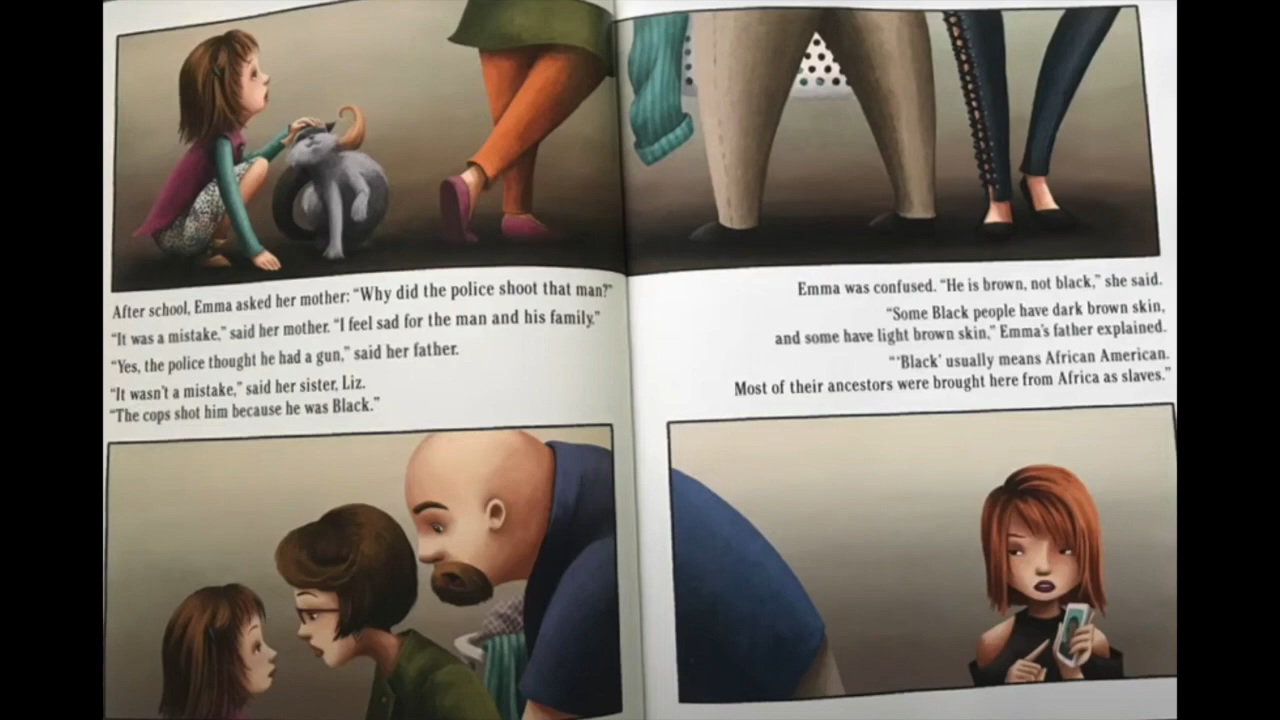 After school, Emma asked her mother: “Why did the police shoot that man?”
“It was a mistake,” said her mother. “I feel sad for the man and his family.”
“Yes, the police thought he had a gun,” said her father.
“It wasn’t a mistake,” said her sister, Liz.
“The cops shot him because he was Black.”
Emma was confused. “He is brown, not black,” she said.
“Some Black people have dark brown skin,
and some have light brown skin,” Emma’s father explained.
“‘Black’ usually means African American.
Most of their ancestors were brought here from Africa as slaves.”